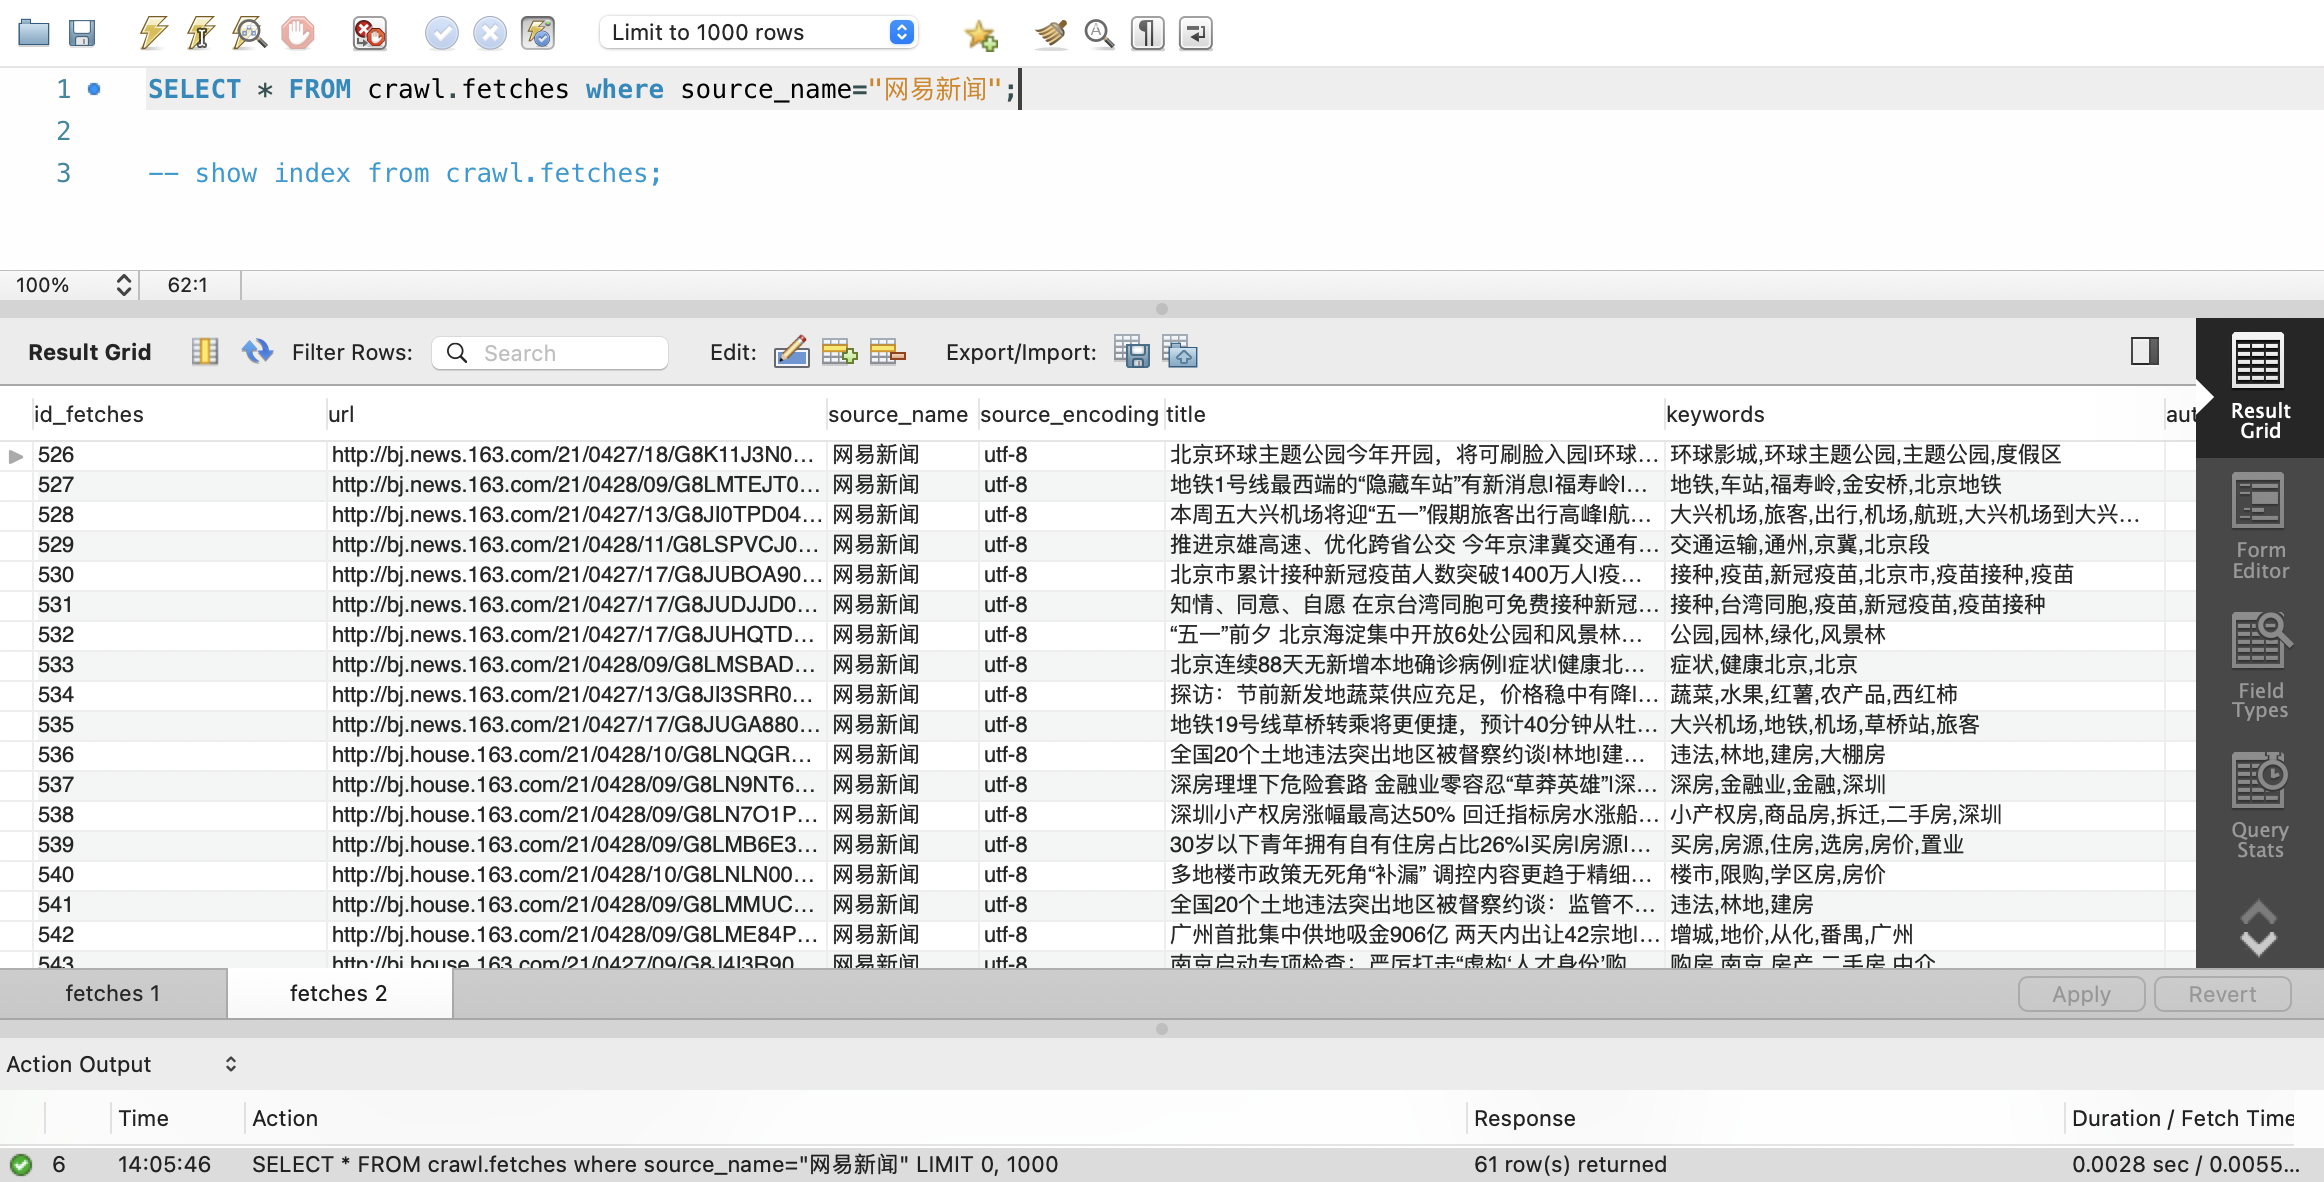 Limit to 1000 rows
1 SELECT * FROM crawl.fetches where source_name="网易新闻";
2
3 -- show index from crawl.fetches;
100% 62:1
Result Grid Filter Rows: Search Edit: Export/Import:
id_fetches url source_name source_encoding title keywords aut
526 http://bj.news.163.com/21/0427/18/G8K11J3N0... 网易新闻 utf-8 北京环球主题公园今年开园，将可刷脸入园|环球... 环球影城,环球主题公园,主题公园,度假区
527 http://bj.news.163.com/21/0428/09/G8LMTEJT0... 网易新闻 utf-8 地铁1号线最西端的“隐藏车站”有新消息|福寿岭|... 地铁,车站,福寿岭,金安桥,北京地铁
528 http://bj.news.163.com/21/0427/13/G8JI0TPD04... 网易新闻 utf-8 本周五大兴机场将迎“五一”假期旅客出行高峰|航... 大兴机场,旅客,出行,机场,航班,大兴机场到大兴...
529 http://bj.news.163.com/21/0428/11/G8LSPVCJ0... 网易新闻 utf-8 推进京雄高速、优化跨省公交 今年京津冀交通有... 交通运输,通州,京冀,北京段
530 http://bj.news.163.com/21/0427/17/G8JUBOA90... 网易新闻 utf-8 北京市累计接种新冠疫苗人数突破1400万人|疫... 接种,疫苗,新冠疫苗,北京市,疫苗接种,疫苗
531 http://bj.news.163.com/21/0427/17/G8JUDJJD0... 网易新闻 utf-8 知情、同意、自愿 在京台湾同胞可免费接种新冠... 接种,台湾同胞,疫苗,新冠疫苗,疫苗接种
532 http://bj.news.163.com/21/0427/17/G8JUHQTD... 网易新闻 utf-8 “五一”前夕 北京海淀集中开放6处公园和风景林... 公园,园林,绿化,风景林
533 http://bj.news.163.com/21/0428/09/G8LMSBAD... 网易新闻 utf-8 北京连续88天无新增本地确诊病例|症状|健康北... 症状,健康北京,北京
534 http://bj.news.163.com/21/0427/13/G8JI3SRR0... 网易新闻 utf-8 探访：节前新发地蔬菜供应充足，价格稳中有降|... 蔬菜,水果,红薯,农产品,西红柿
535 http://bj.news.163.com/21/0427/17/G8JUGA880... 网易新闻 utf-8 地铁19号线草桥转乘将更便捷，预计40分钟从牡... 大兴机场,地铁,机场,草桥站,旅客
536 http://bj.house.163.com/21/0428/10/G8LNQGR... 网易新闻 utf-8 全国20个土地违法突出地区被督察约谈|林地|建... 违法,林地,建房,大棚房
537 http://bj.house.163.com/21/0428/09/G8LN9NT6... 网易新闻 utf-8 深房理埋下危险套路 金融业零容忍“草莽英雄”|深... 深房,金融业,金融,深圳
538 http://bj.house.163.com/21/0428/09/G8LN7O1P... 网易新闻 utf-8 深圳小产权房涨幅最高达50% 回迁指标房水涨船... 小产权房,商品房,拆迁,二手房,深圳
539 http://bj.house.163.com/21/0428/09/G8LMB6E3... 网易新闻 utf-8 30岁以下青年拥有自有住房占比26%|买房|房源|... 买房,房源,住房,选房,房价,置业
540 http://bj.house.163.com/21/0428/10/G8LNLN00... 网易新闻 utf-8 多地楼市政策无死角“补漏” 调控内容更趋于精细... 楼市,限购,学区房,房价
541 http://bj.house.163.com/21/0428/09/G8LMMUC... 网易新闻 utf-8 全国20个土地违法突出地区被督察约谈：监管不... 违法,林地,建房
542 http://bj.house.163.com/21/0428/09/G8LME84P... 网易新闻 utf-8 广州首批集中供地吸金906亿 两天内出让42宗地|... 增城,地价,从化,番禺,广州
543 http://bj.house.163.com/21/0427/09/G8J4J3R90 网易新闻 utf-8 南京启动专项检查：严厉打击“虚构‘人才身份’购 购房,南京,房产,二手房,中介
Result Grid
Form Editor
Field Types
Query Stats
fetches 1 fetches 2 Apply Revert
Action Output
Time Action Response Duration / Fetch Time
6 14:05:46 SELECT * FROM crawl.fetches where source_name="网易新闻" LIMIT 0, 1000 61 row(s) returned 0.0028 sec / 0.0055...